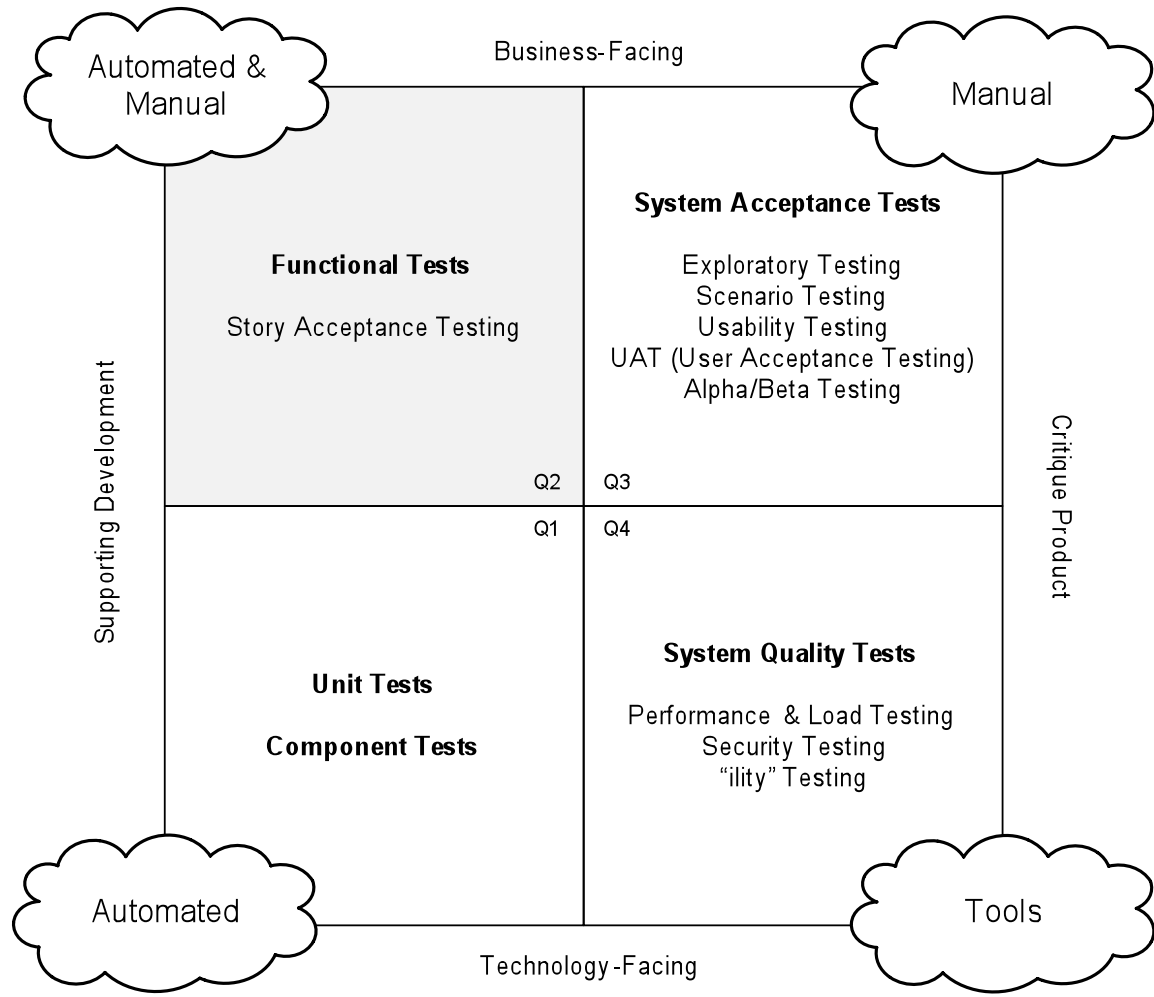 Business-Facing
Automated &
Manual
Manual
System Acceptance Tests
Exploratory Testing
Scenario Testing
Usability Testing
UAT (User Acceptance Testing)
Alpha/Beta Testing
Functional Tests
Story Acceptance Testing
Supporting Development
Critique Product
Q2
Q3
Q1
Q4
Unit Tests
Component Tests
System Quality Tests
Performance & Load Testing
Security Testing
“ility” Testing
Automated
Tools
Technology-Facing